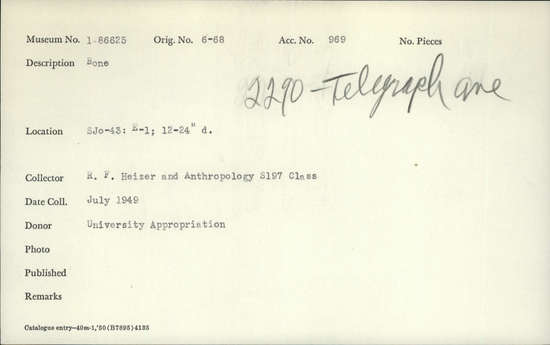 Museum No. 1-86625 Orig. No. 6-68 Acc. No. 969 No. Pieces
Description Bone
2290-Telegraph ave
Location SJo-43: E-1; 12-24" d.
Collector R. F. Heizer and Anthropology S197 Class
Date Coll. July 1949
Donor University Appropriation
Photo
Published
Remarks
Catalogue entry—40m-1,'50(B7895)4135